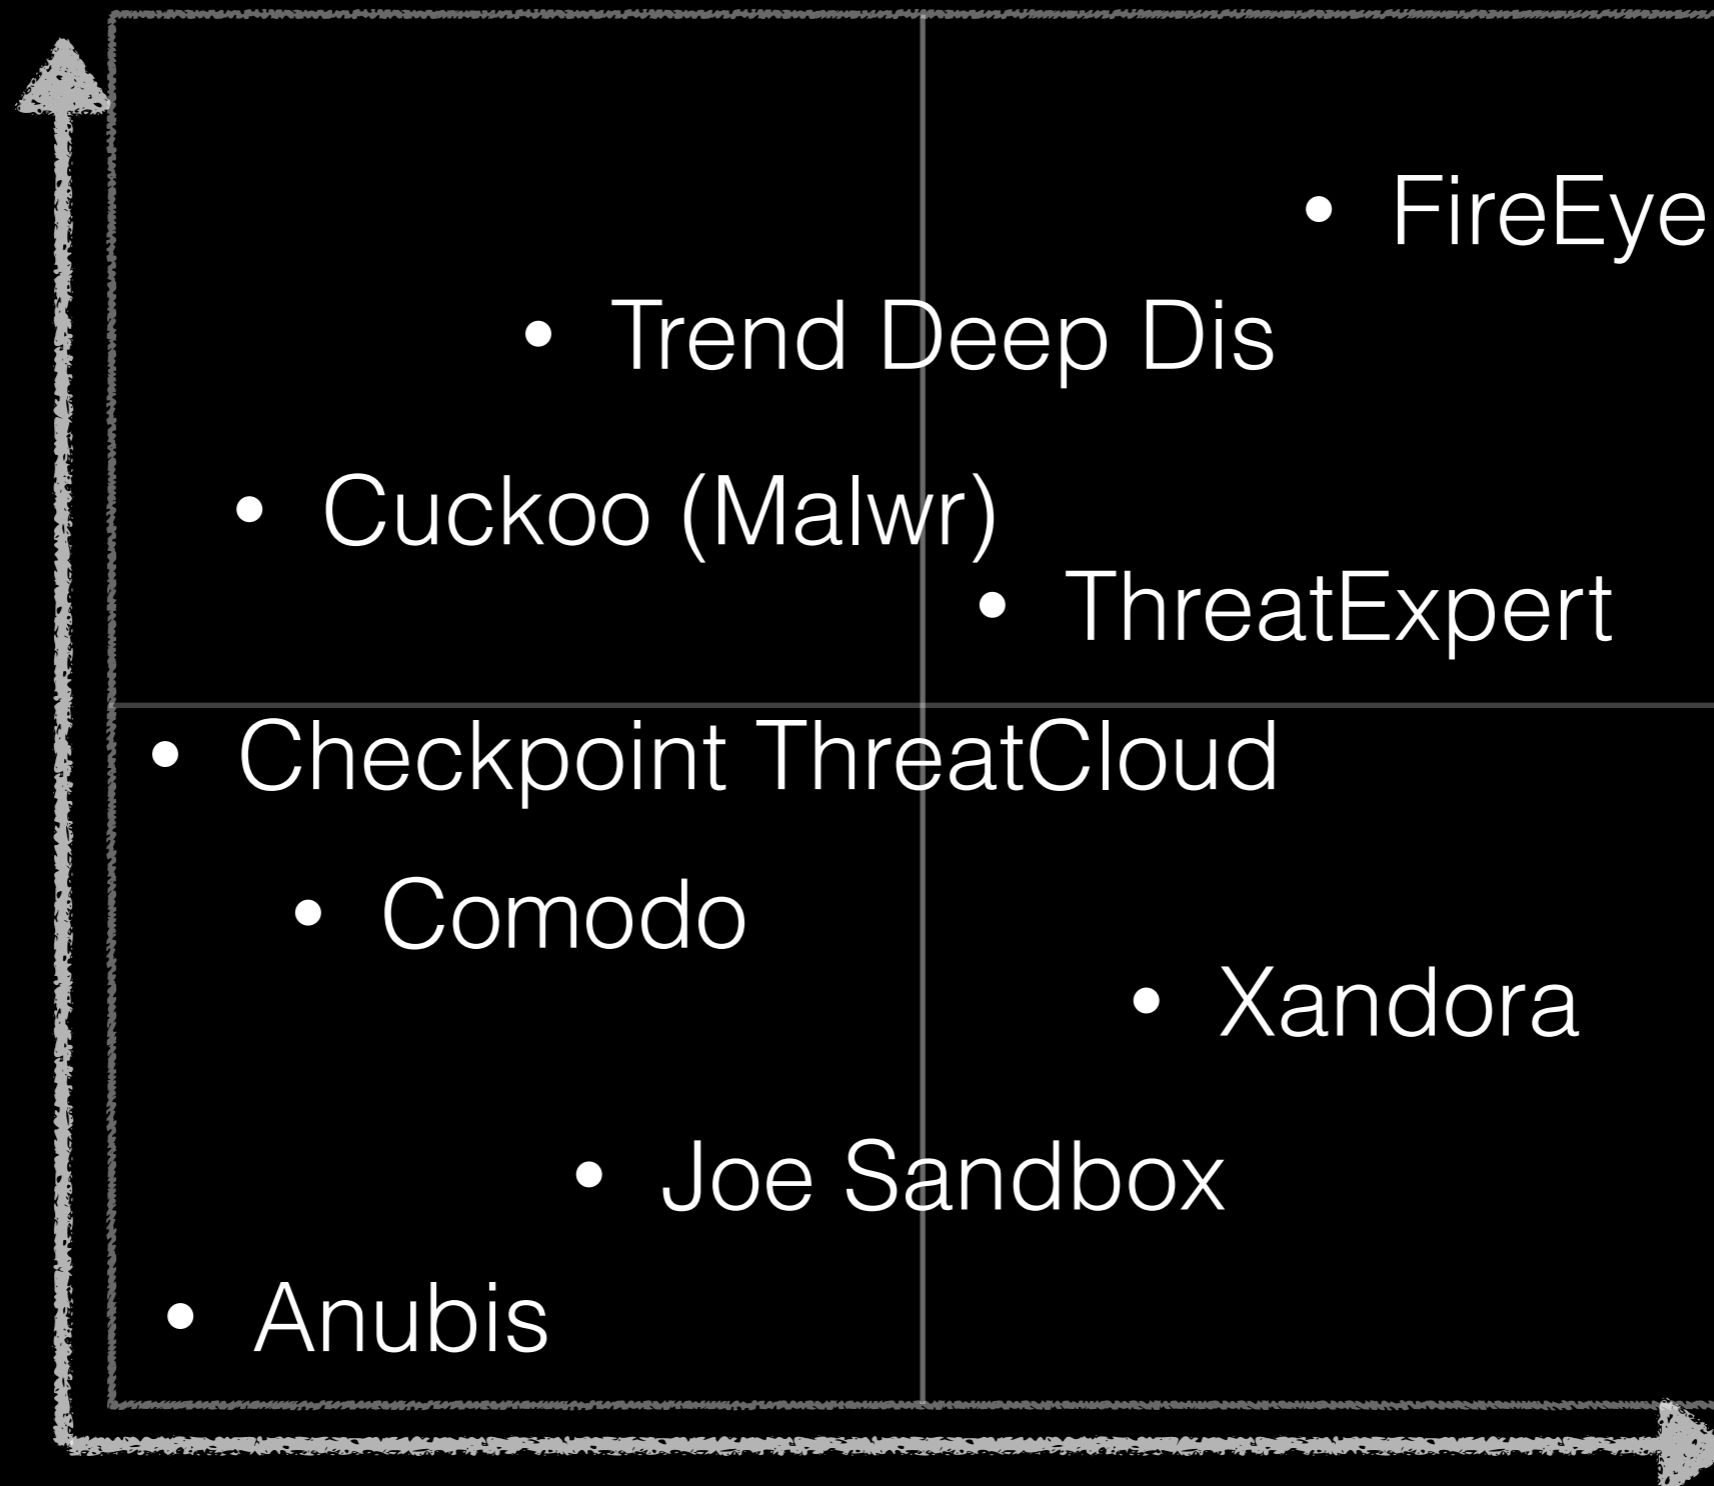 • FireEye
• Trend Deep Dis
• Cuckoo (Malwr)
• ThreatExpert
• Checkpoint ThreatCloud
• Comodo
• Xandora
• Joe Sandbox
• Anubis